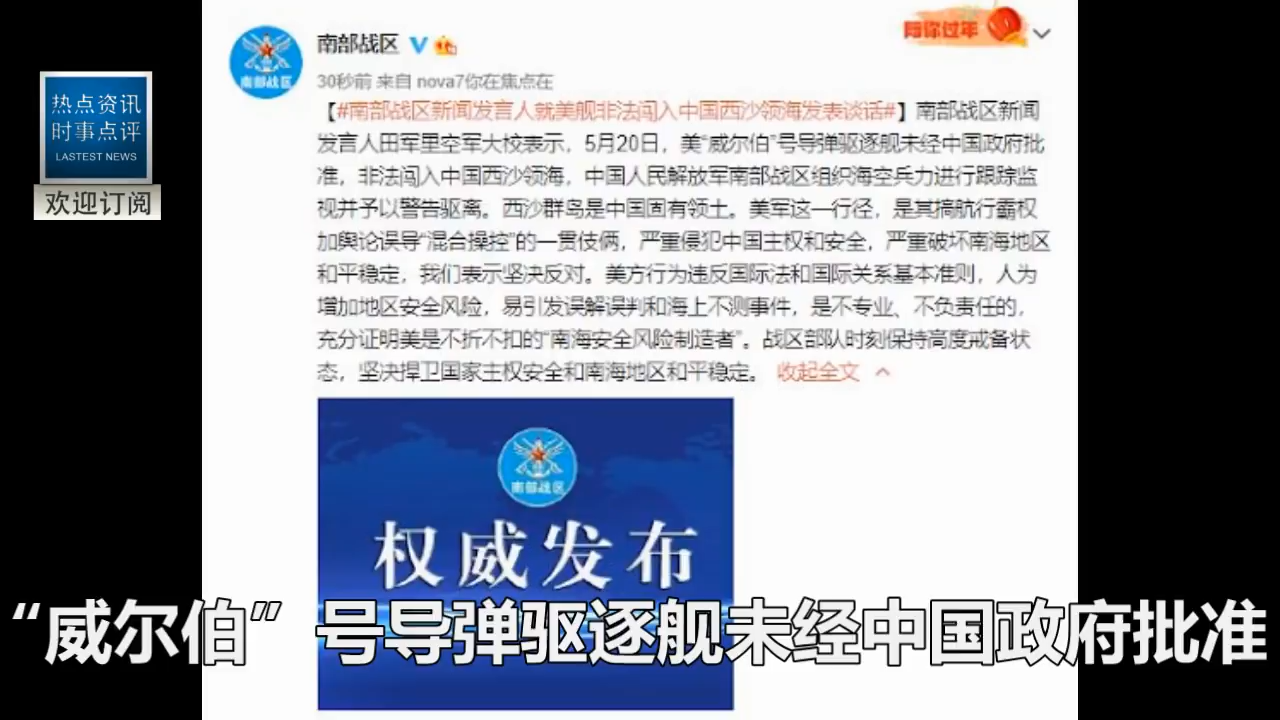 南部战区
陪你过年
30秒前 来自 nova7你在焦点在
热点资讯
时事点评
LASTEST NEWS
欢迎订阅
【#南部战区新闻发言人就美舰非法闯入中国西沙领海发表谈话#】南部战区新闻
发言人田军里空军大校表示，5月20日，美“威尔伯”号导弹驱逐舰未经中国政府批
准，非法闯入中国西沙领海，中国人民解放军南部战区组织海空兵力进行跟踪监
视并予以警告驱离。西沙群岛是中国固有领土。美军这一行径，是其搞航行霸权
加舆论误导“混合操控”的一贯伎俩，严重侵犯中国主权和安全，严重破坏南海地区
和平稳定，我们表示坚决反对。美方行为违反国际法和国际关系基本准则，人为
增加地区安全风险，易引发误解误判和海上不测事件，是不专业、不负责任的，
充分证明美是不折不扣的“南海安全风险制造者”。战区部队时刻保持高度戒备状
态，坚决捍卫国家主权安全和南海地区和平稳定。 收起全文
南部战区
权威发布
“威尔伯”号导弹驱逐舰未经中国政府批准